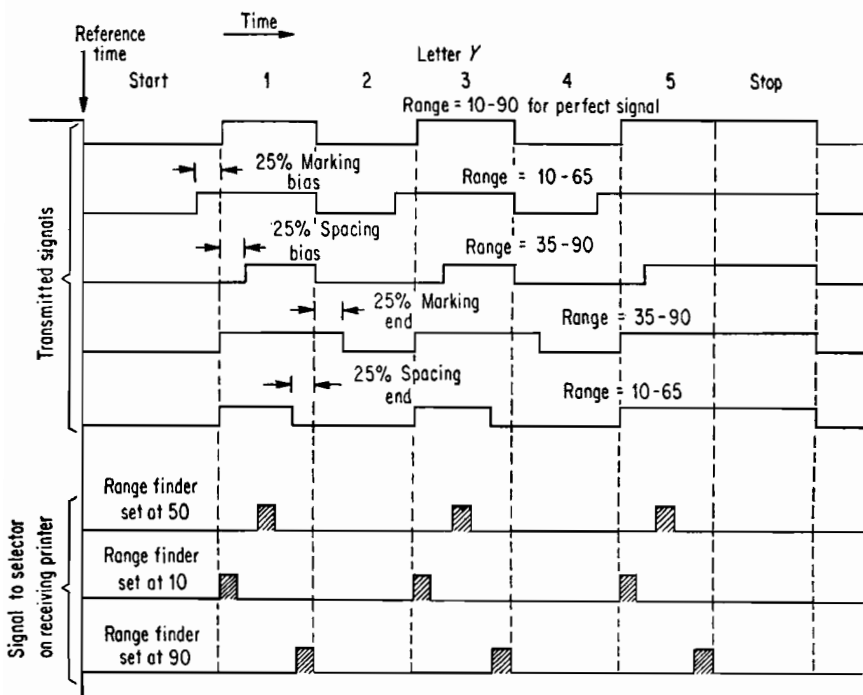 Time
Reference
time
Letter Y
Start 1 2 3 4 5 Stop
Range = 10-90 for perfect signal
25% Marking
bias
Range = 10-65
25% Spacing
bias
Range = 35-90
25% Marking
end
Range = 35-90
25% Spacing
end
Range = 10-65
Transmitted signals
Range finder
set at 50
Range finder
set at 10
Range finder
set at 90
Signal to selector
on receiving printer